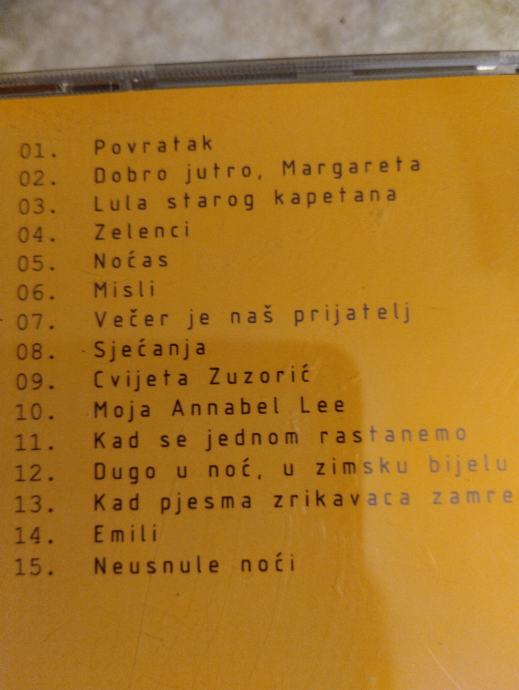 01. Povratak
02. Dobro jutro, Margareta
03. Lula starog kapetana
04. Zelenci
05. Noćas
06. Misli
07. Večer je naš prijatelj
08. Sjećanja
09. Cvijeta Zuzorić
10. Moja Annabel Lee
11. Kad se jednom rastanemo
12. Dugo u noć, u zimsku bijelu
13. Kad pjesma zrikavaca zamre
14. Emili
15. Neusnule noći